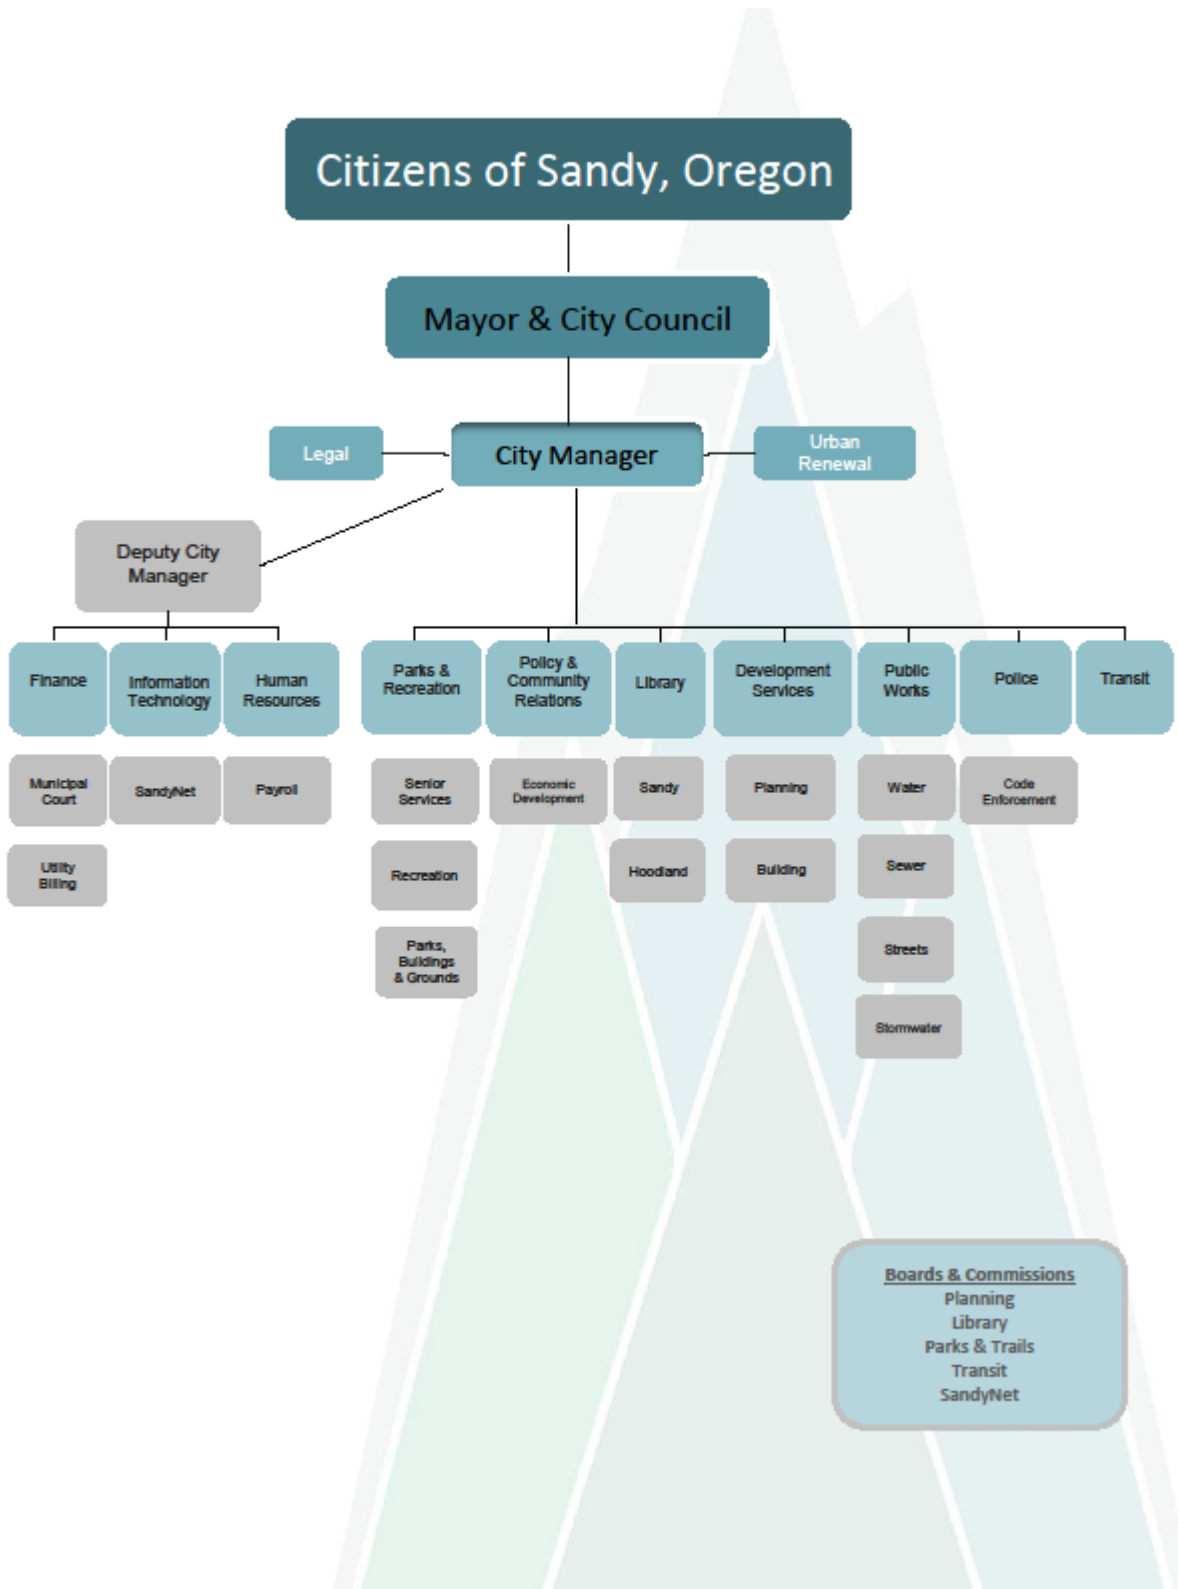 Citizens of Sandy, Oregon
Mayor & City Council
Legal
City Manager
Urban
Renewal
Deputy City
Manager
Finance
Information
Technology
Human
Resources
Parks &
Recreation
Policy &
Community
Relations
Library
Development
Services
Public
Works
Police
Transit
Municipal
Court
SandyNet
Payroll
Senior
Services
Economic
Development
Sandy
Planning
Water
Code
Enforcement
Utility
Billing
Recreation
Hoodland
Building
Sewer
Parks,
Buildings
& Grounds
Streets
Stormwater
Boards & Commissions
Planning
Library
Parks & Trails
Transit
SandyNet